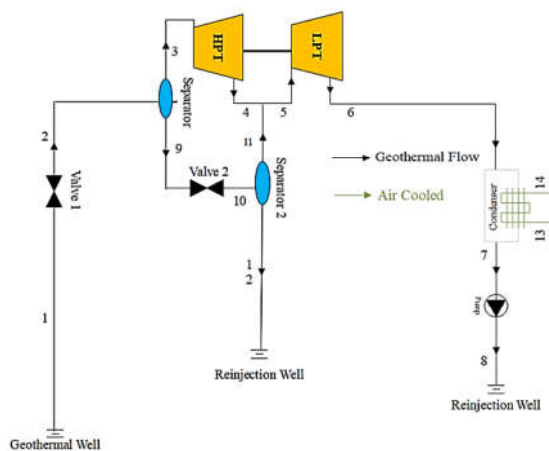 HPT
LPT
3
Separator
4
5
6
2
9
11
Geothermal Flow
Valve 2
Separator 2
Valve 1
10
Air Cooled
14
Condenser
13
1
2
7
1
Pump
Reinjection Well
8
Reinjection Well
Geothermal Well